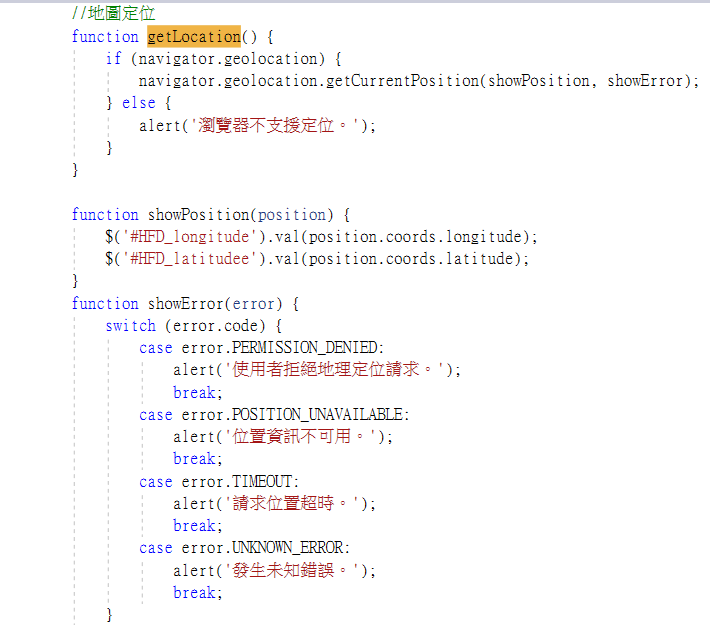 //地圖定位
function getLocation() {
if (navigator.geolocation) {
navigator.geolocation.getCurrentPosition(showPosition, showError);
} else {
alert('瀏覽器不支援定位。');
}
}
function showPosition(position) {
$('#HFD_longitude').val(position.coords.longitude);
$('#HFD_latitudee').val(position.coords.latitude);
}
function showError(error) {
switch (error.code) {
case error.PERMISSION_DENIED:
alert('使用者拒絕地理定位請求。');
break;
case error.POSITION_UNAVAILABLE:
alert('位置資訊不可用。');
break;
case error.TIMEOUT:
alert('請求位置超時。');
break;
case error.UNKNOWN_ERROR:
alert('發生未知錯誤。');
break;
}